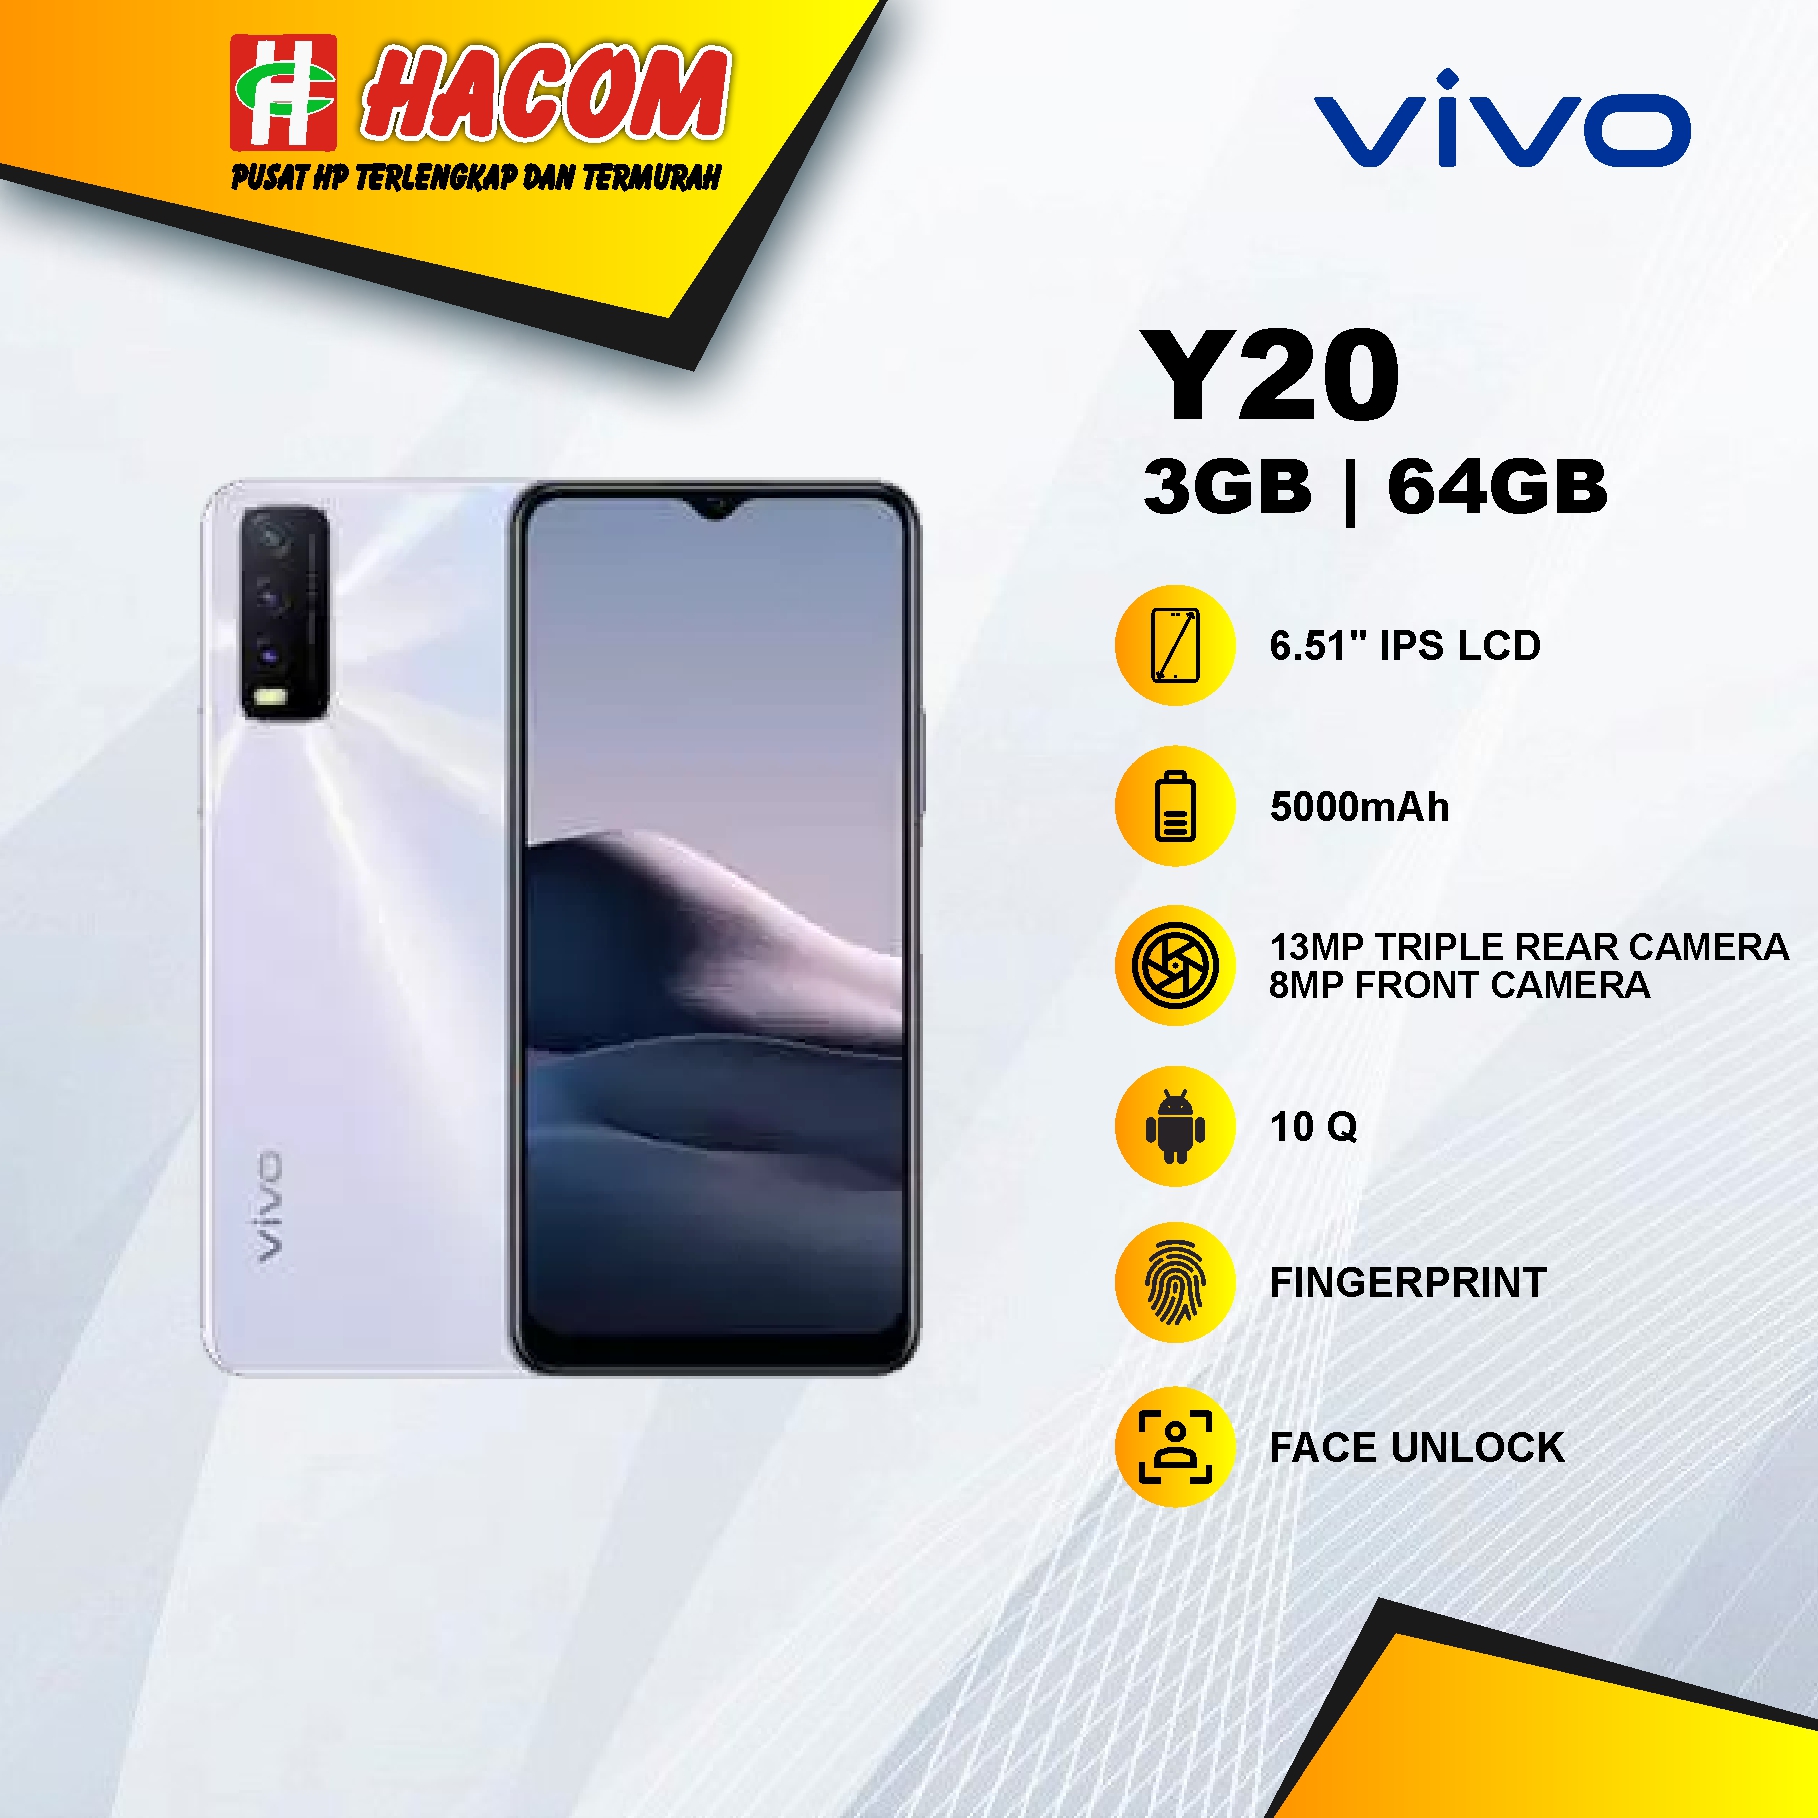 HACOM
PUSAT HP TERLENGKAP DAN TERMURAH
vivo
Y20
3GB | 64GB
6.51" IPS LCD
5000mAh
13MP TRIPLE REAR CAMERA
8MP FRONT CAMERA
10 Q
FINGERPRINT
FACE UNLOCK
vivo